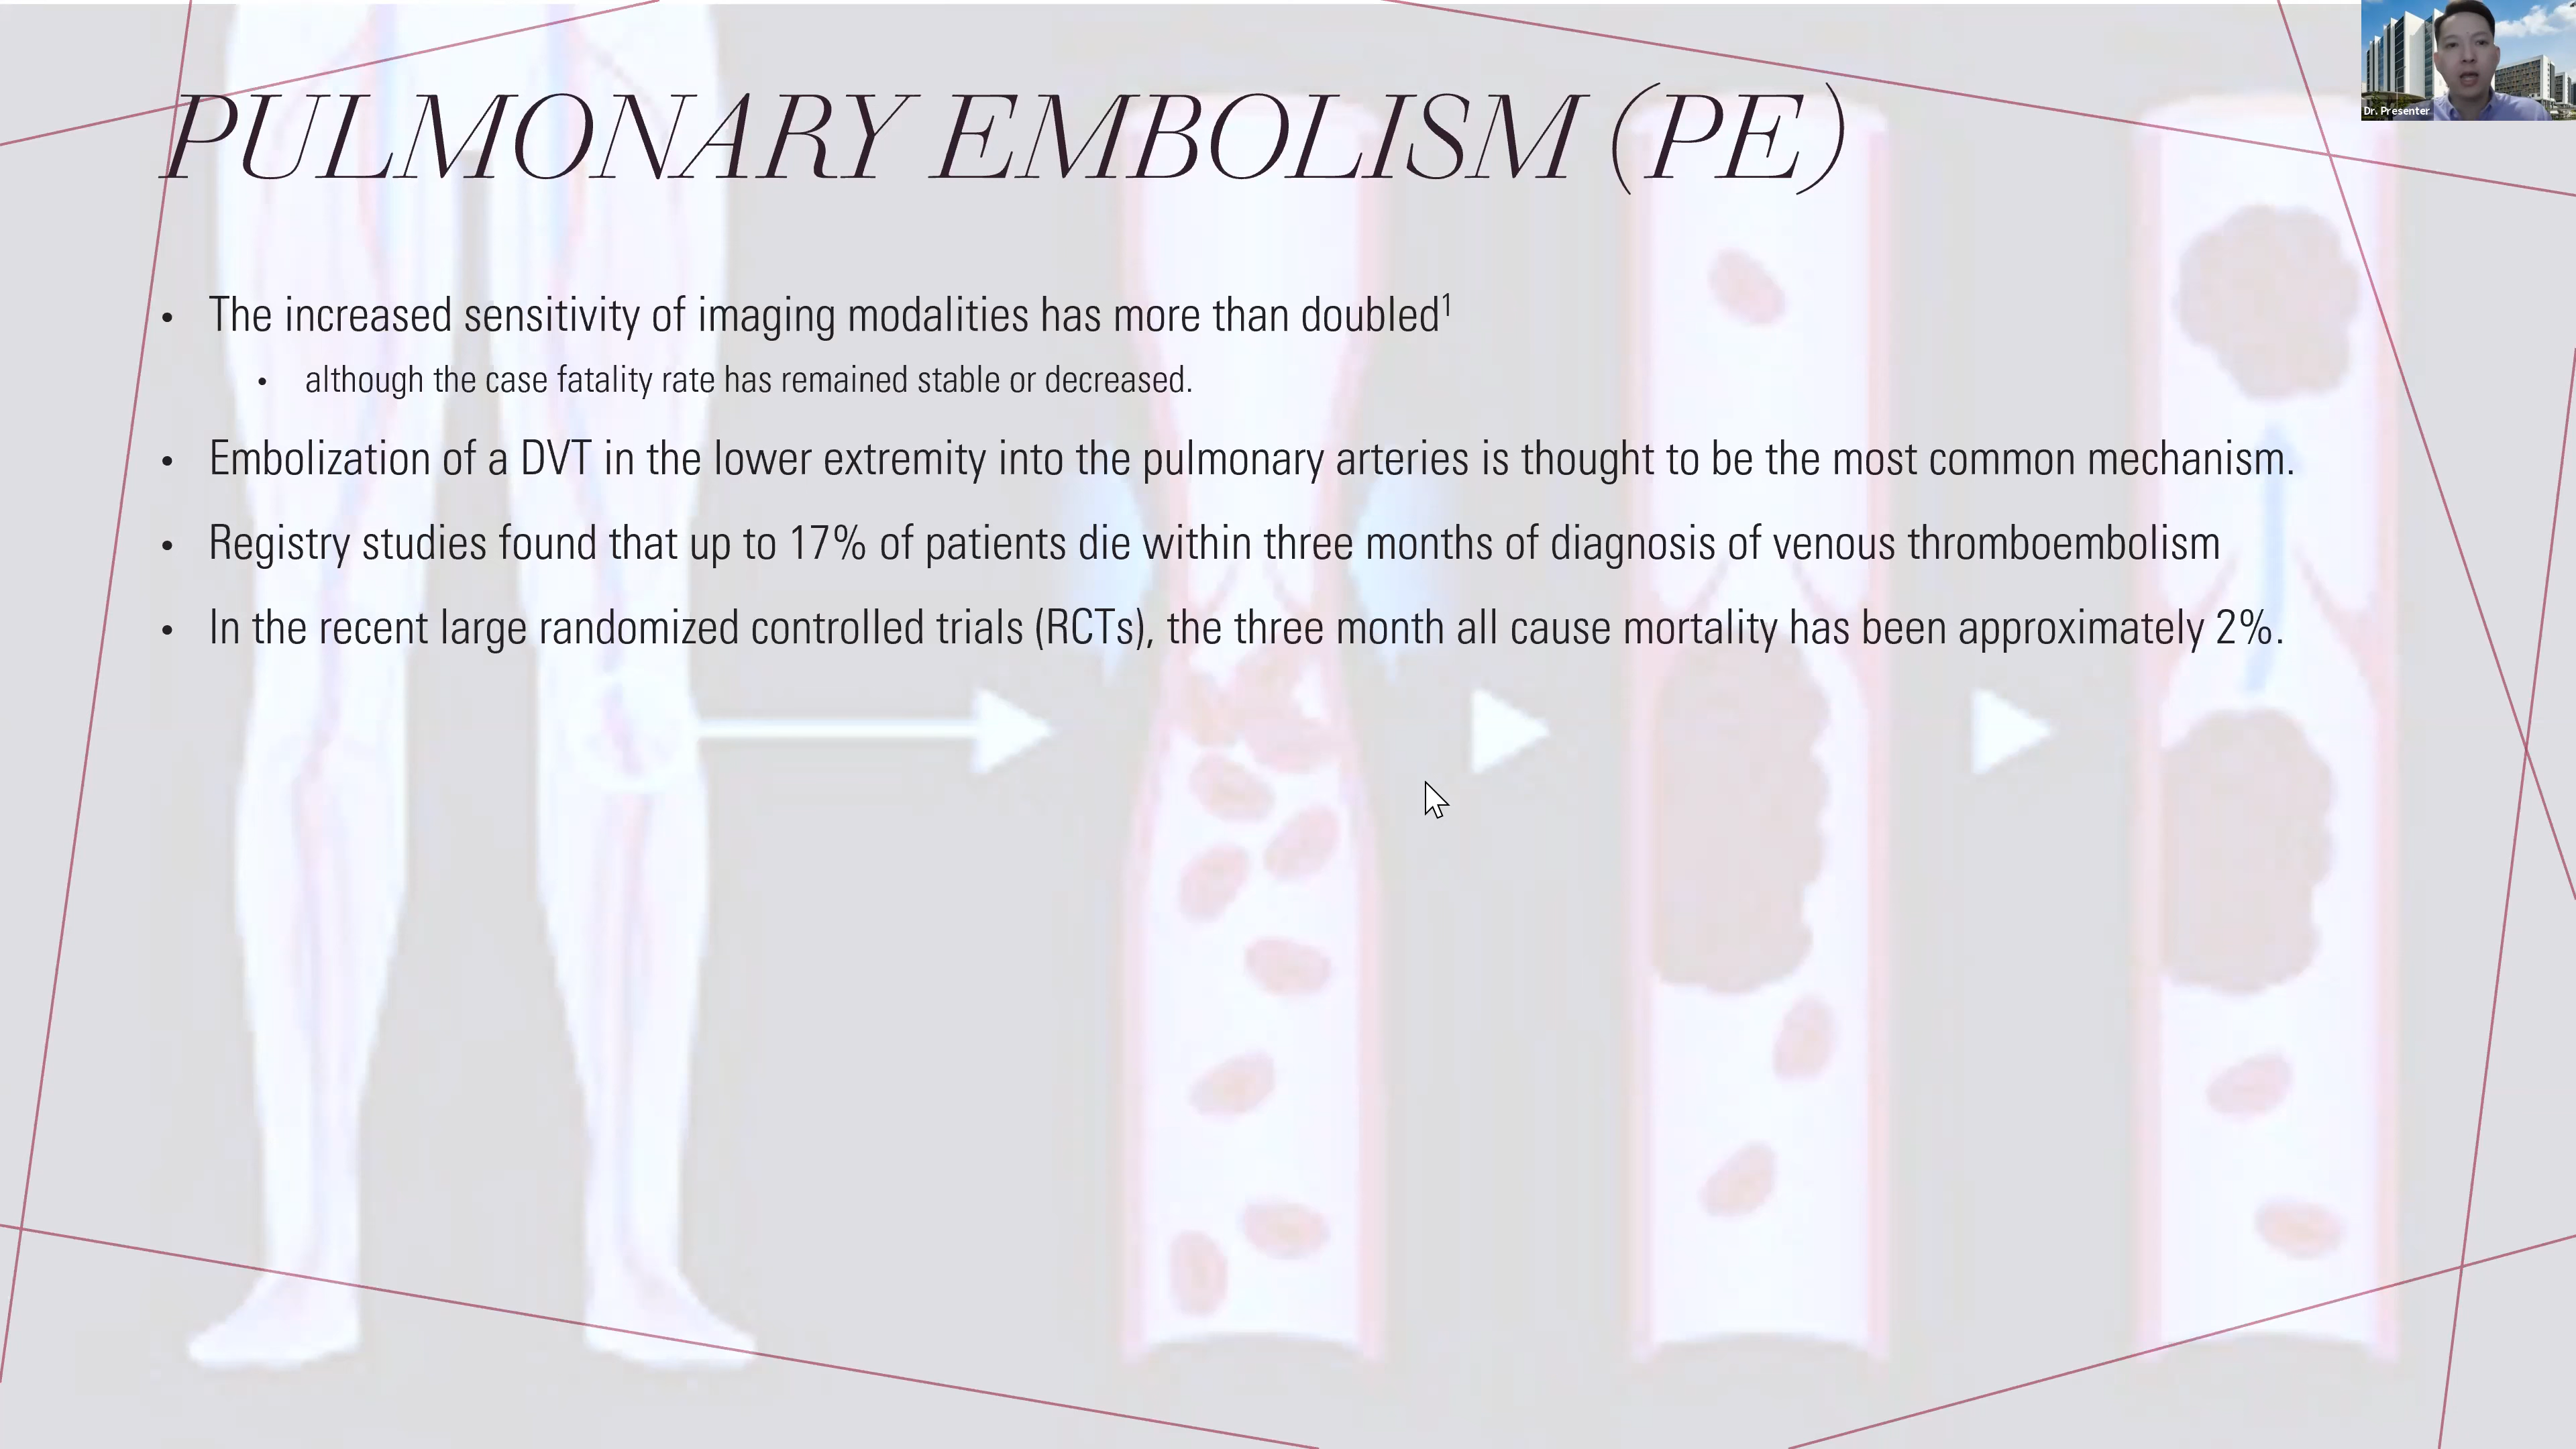 Dr. Presenter
PULMONARY EMBOLISM (PE)
• The increased sensitivity of imaging modalities has more than doubled¹
• although the case fatality rate has remained stable or decreased.
• Embolization of a DVT in the lower extremity into the pulmonary arteries is thought to be the most common mechanism.
• Registry studies found that up to 17% of patients die within three months of diagnosis of venous thromboembolism
• In the recent large randomized controlled trials (RCTs), the three month all cause mortality has been approximately 2%.